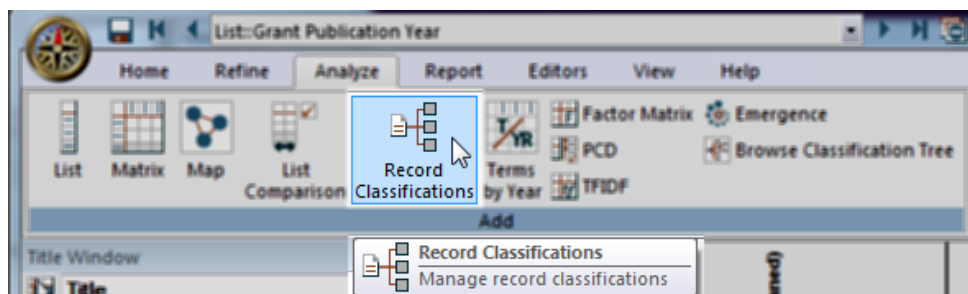 List::Grant Publication Year
Home Refine Analyze Report Editors View Help
List
Matrix
Map
List
Comparison
Record
Classifications
Terms
by Year
T/YR
Factor Matrix
PCD
TFIDF
Emergence
Browse Classification Tree
Add
Title Window
Title
Record Classifications
Manage record classifications
ned)